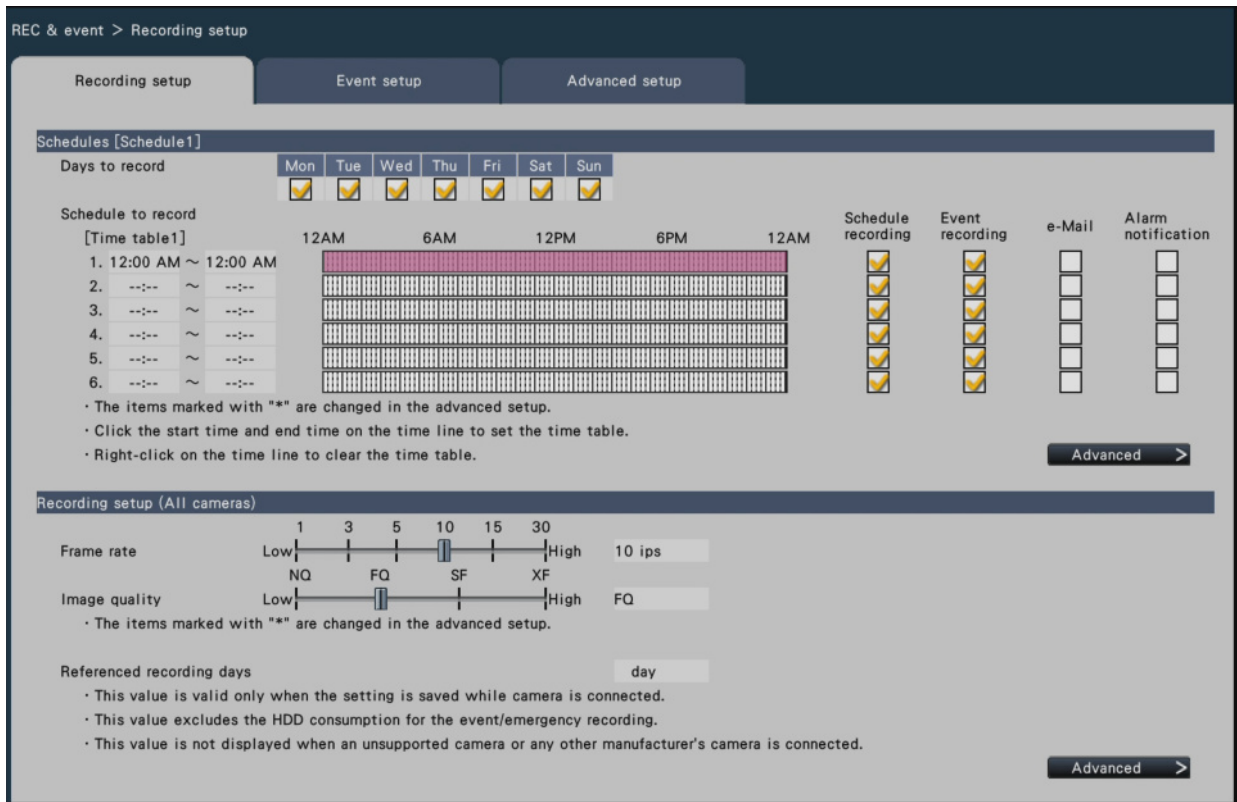 REC & event > Recording setup
Recording setup Event setup Advanced setup
Schedules [Schedule1]
Days to record Mon Tue Wed Thu Fri Sat Sun
Schedule to record
[Time table1] 12AM 6AM 12PM 6PM 12AM Schedule recording Event recording e-Mail Alarm notification
1. 12:00 AM ~ 12:00 AM
2. --:-- ~ --:--
3. --:-- ~ --:--
4. --:-- ~ --:--
5. --:-- ~ --:--
6. --:-- ~ --:--
・The items marked with "*" are changed in the advanced setup.
・Click the start time and end time on the time line to set the time table.
・Right-click on the time line to clear the time table.
Advanced >
Recording setup (All cameras)
1 3 5 10 15 30
Frame rate Low High 10 ips
NQ FQ SF XF
Image quality Low High FQ
・The items marked with "*" are changed in the advanced setup.
Referenced recording days day
・This value is valid only when the setting is saved while camera is connected.
・This value excludes the HDD consumption for the event/emergency recording.
・This value is not displayed when an unsupported camera or any other manufacturer's camera is connected.
Advanced >